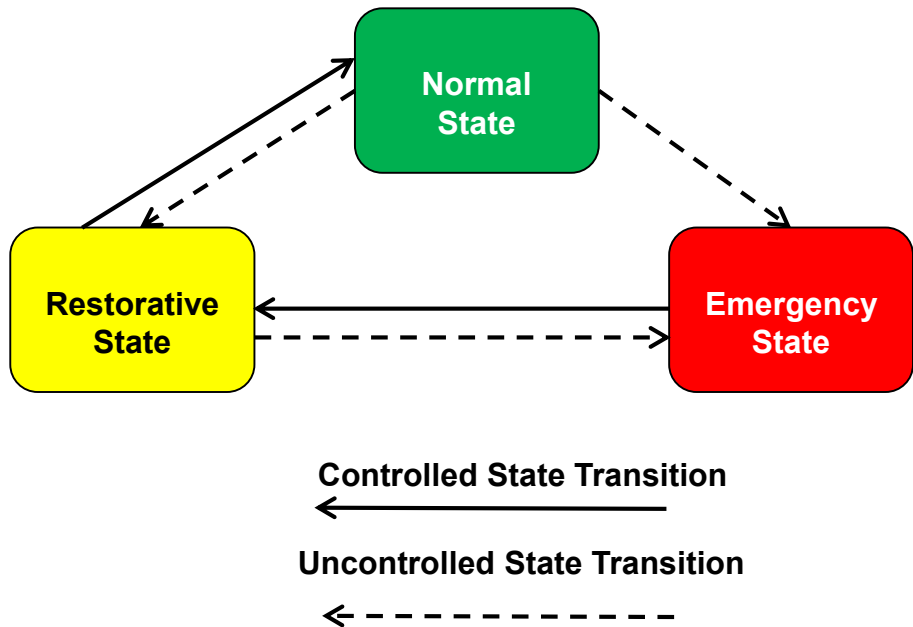 Normal
State
Restorative
State
Emergency
State
Controlled State Transition
Uncontrolled State Transition